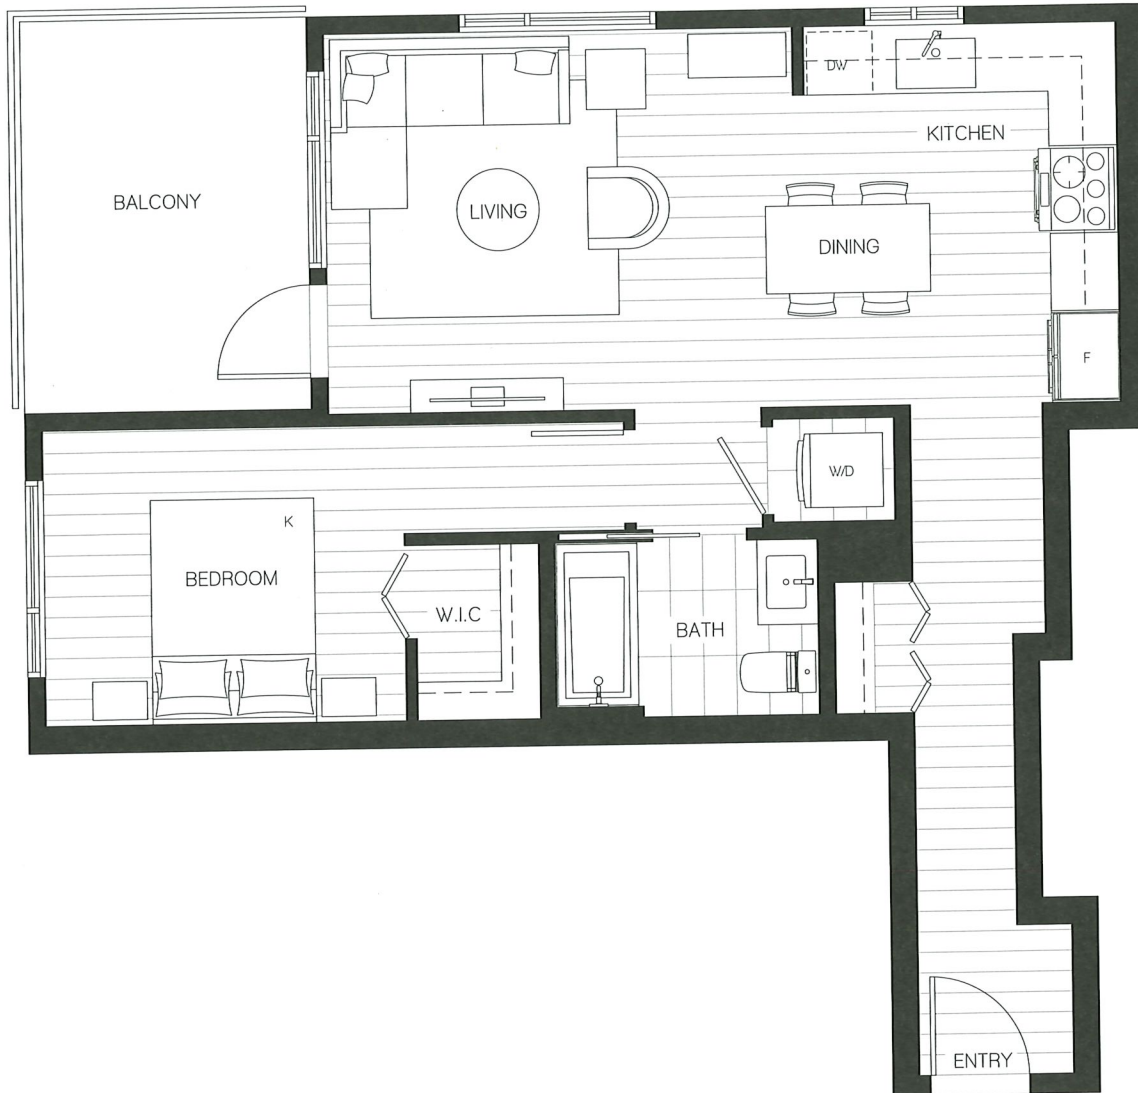 DW
KITCHEN
BALCONY
LIVING
DINING
F
W/D
K
BEDROOM
W.I.C
BATH
ENTRY